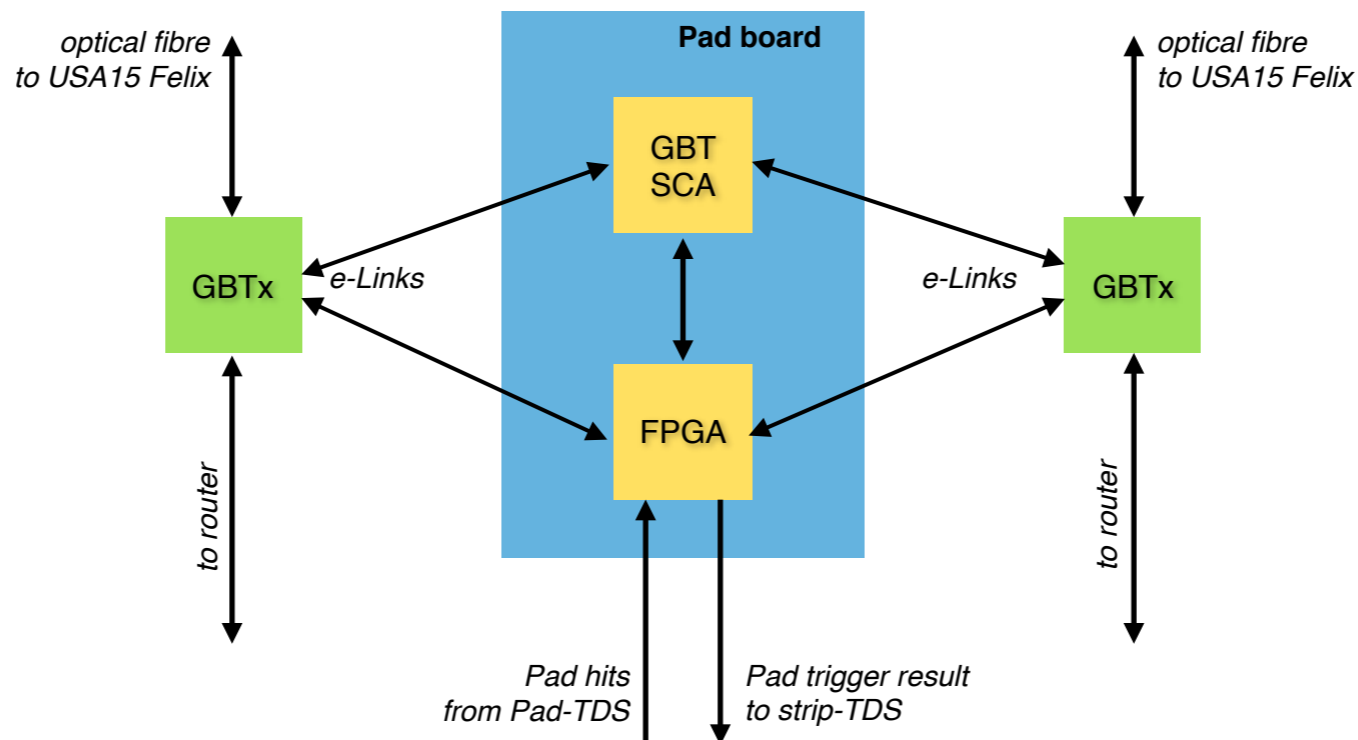 optical fibre
to USA15 Felix
Pad board
optical fibre
to USA15 Felix
GBT
SCA
GBTx
e-Links
e-Links
GBTx
FPGA
to router
to router
Pad hits
from Pad-TDS
Pad trigger result
to strip-TDS